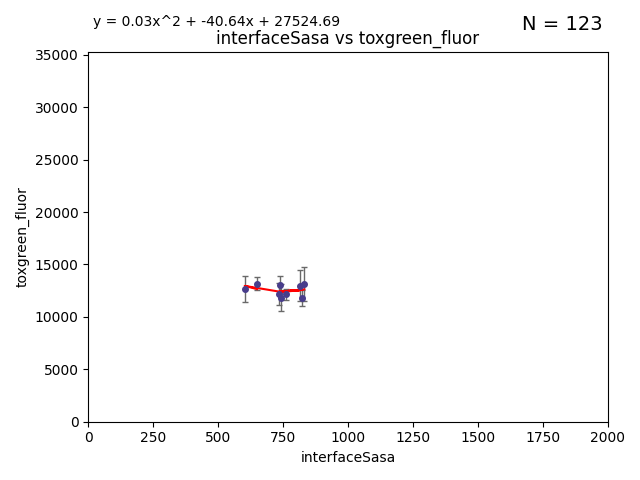 y = 0.03x^2 + -40.64x + 27524.69
N = 123
interfaceSasa vs toxgreen_fluor
35000
30000
25000
20000
15000
10000
5000
0
toxgreen_fluor
0 250 500 750 1000 1250 1500 1750 2000
interfaceSasa